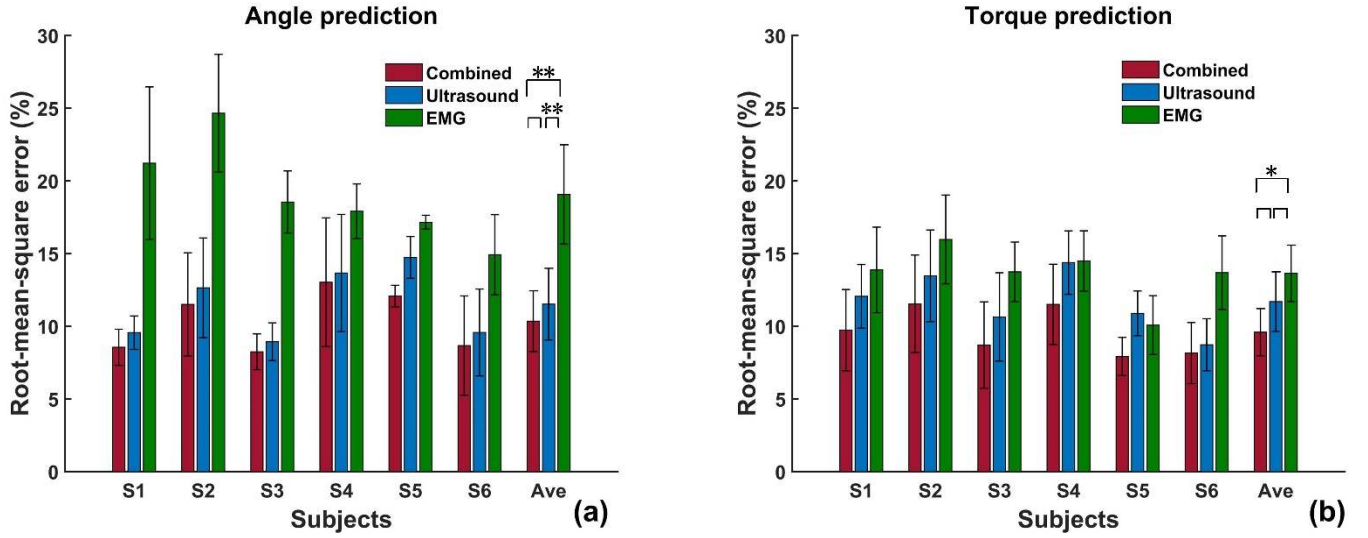 Angle prediction
Root-mean-square error (%)
30
25
20
15
10
5
0
Combined
Ultrasound
EMG
**
**
S1 S2 S3 S4 S5 S6 Ave
Subjects
(a)
Torque prediction
Root-mean-square error (%)
30
25
20
15
10
5
0
Combined
Ultrasound
EMG
*
S1 S2 S3 S4 S5 S6 Ave
Subjects
(b)